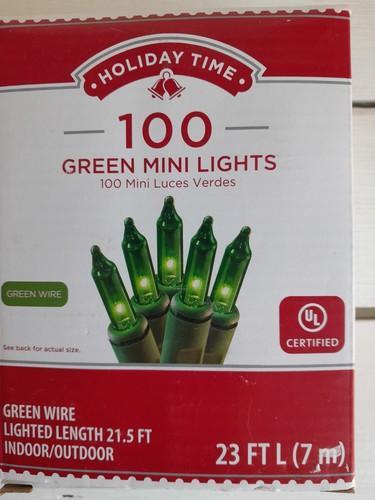 HOLIDAY TIME
100
GREEN MINI LIGHTS
100 Mini Luces Verdes
GREEN WIRE
UL
CERTIFIED
See back for actual size.
GREEN WIRE
LIGHTED LENGTH 21.5 FT
INDOOR/OUTDOOR
23 FT L (7 m)